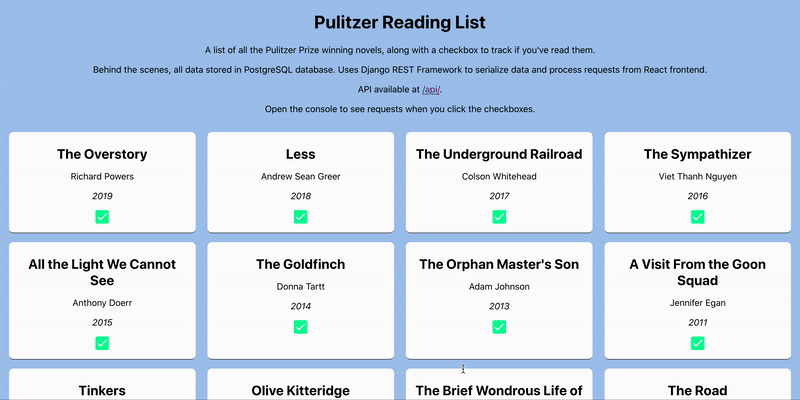 Pulitzer Reading List
A list of all the Pulitzer Prize winning novels, along with a checkbox to track if you've read them.
Behind the scenes, all data stored in PostgreSQL database. Uses Django REST Framework to serialize data and process requests from React frontend.
API available at /api/.
Open the console to see requests when you click the checkboxes.
The Overstory
Richard Powers
2019
Less
Andrew Sean Greer
2018
The Underground Railroad
Colson Whitehead
2017
The Sympathizer
Viet Thanh Nguyen
2016
All the Light We Cannot
See
Anthony Doerr
2015
The Goldfinch
Donna Tartt
2014
The Orphan Master's Son
Adam Johnson
2013
A Visit From the Goon
Squad
Jennifer Egan
2011
Tinkers
Olive Kitteridge
The Brief Wondrous Life of
The Road